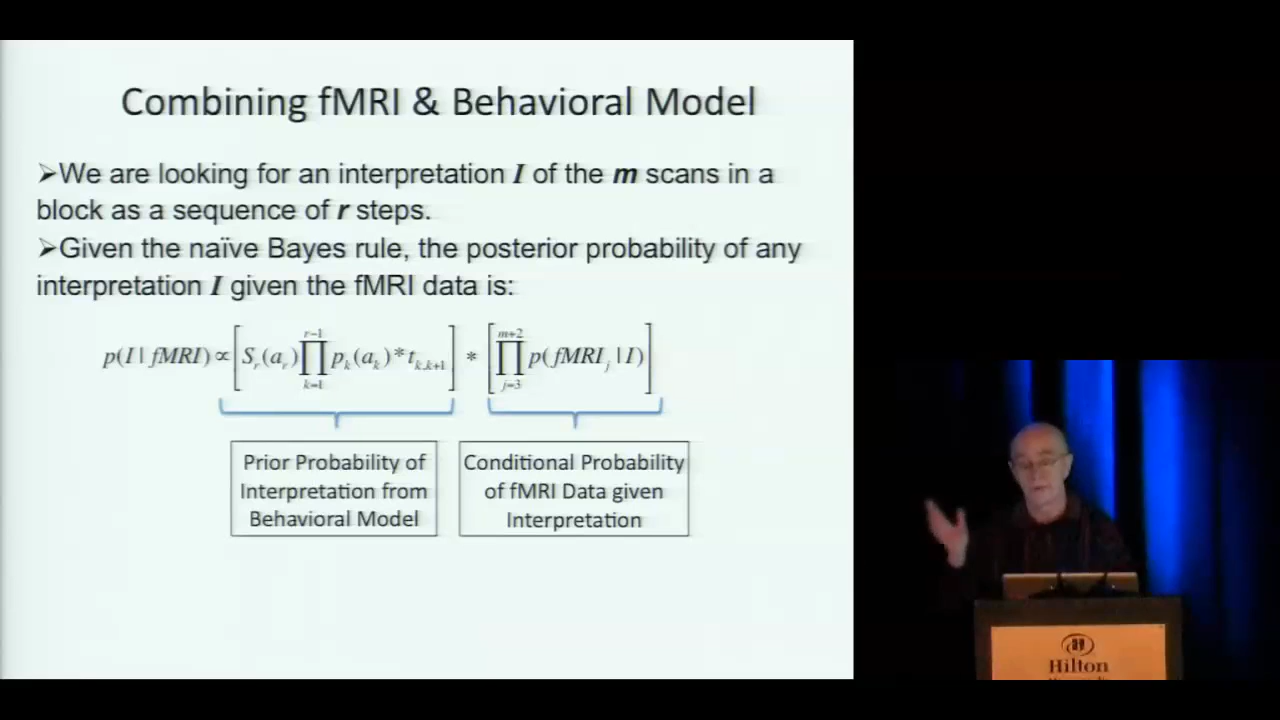 Combining fMRI & Behavioral Model
➢We are looking for an interpretation I of the m scans in a
block as a sequence of r steps.
➢Given the naïve Bayes rule, the posterior probability of any
interpretation I given the fMRI data is:
p(I | fMRI) ∝ [S_r(a_r) ∏_{k=1}^{r-1} p_k(a_k) * t_{k,k+1}] * [∏_{j=3}^{m+2} p(fMRI_j | I)]
Prior Probability of
Interpretation from
Behavioral Model
Conditional Probability
of fMRI Data given
Interpretation
Hilton